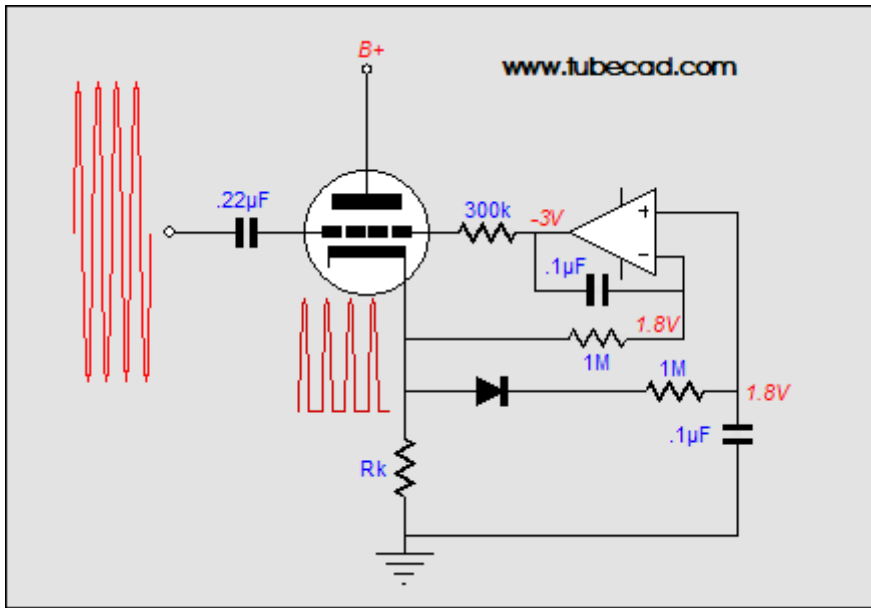 B+
www.tubecad.com
.22µF
300k
-3V
+
-
.1µF
1.8V
1M
1M
1.8V
.1µF
Rk